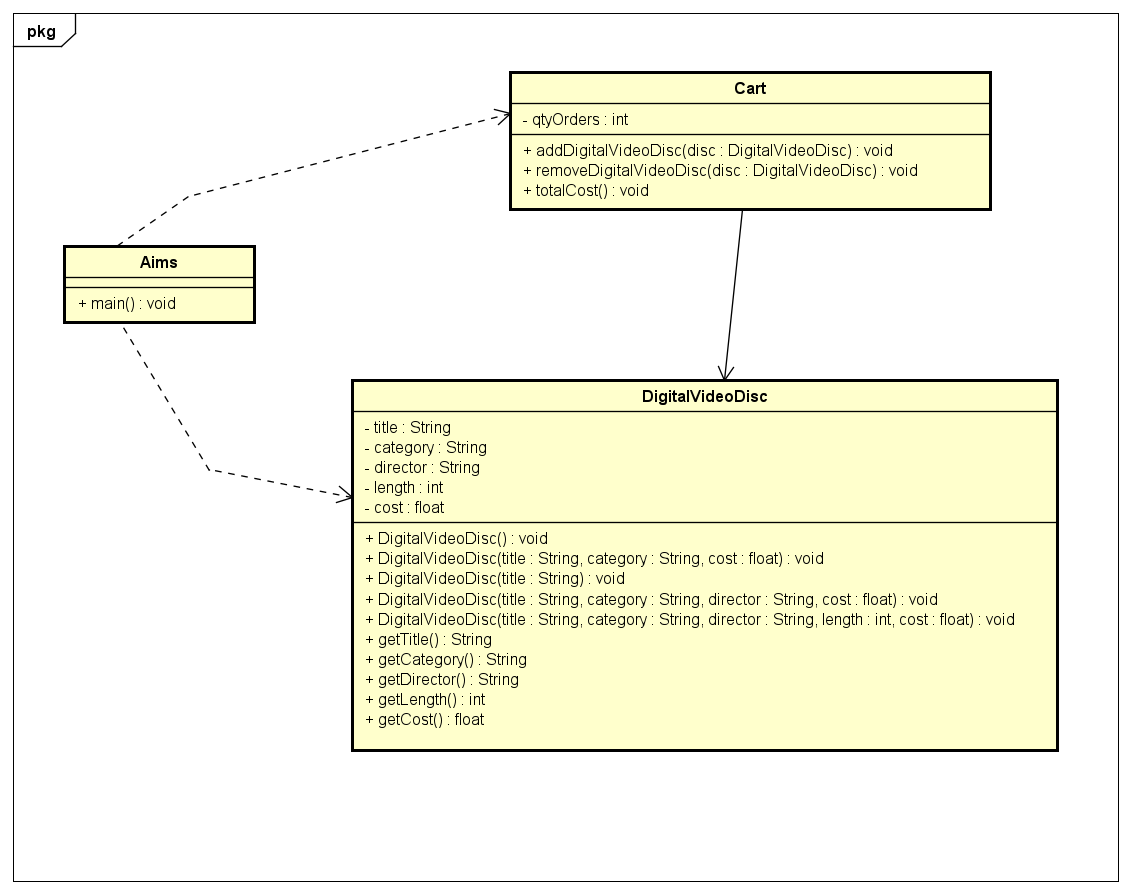 pkg
Cart
- qtyOrders : int
+ addDigitalVideoDisc(disc : DigitalVideoDisc) : void
+ removeDigitalVideoDisc(disc : DigitalVideoDisc) : void
+ totalCost() : void
Aims
+ main() : void
DigitalVideoDisc
- title : String
- category : String
- director : String
- length : int
- cost : float
+ DigitalVideoDisc() : void
+ DigitalVideoDisc(title : String, category : String, cost : float) : void
+ DigitalVideoDisc(title : String) : void
+ DigitalVideoDisc(title : String, category : String, director : String, cost : float) : void
+ DigitalVideoDisc(title : String, category : String, director : String, length : int, cost : float) : void
+ getTitle() : String
+ getCategory() : String
+ getDirector() : String
+ getLength() : int
+ getCost() : float